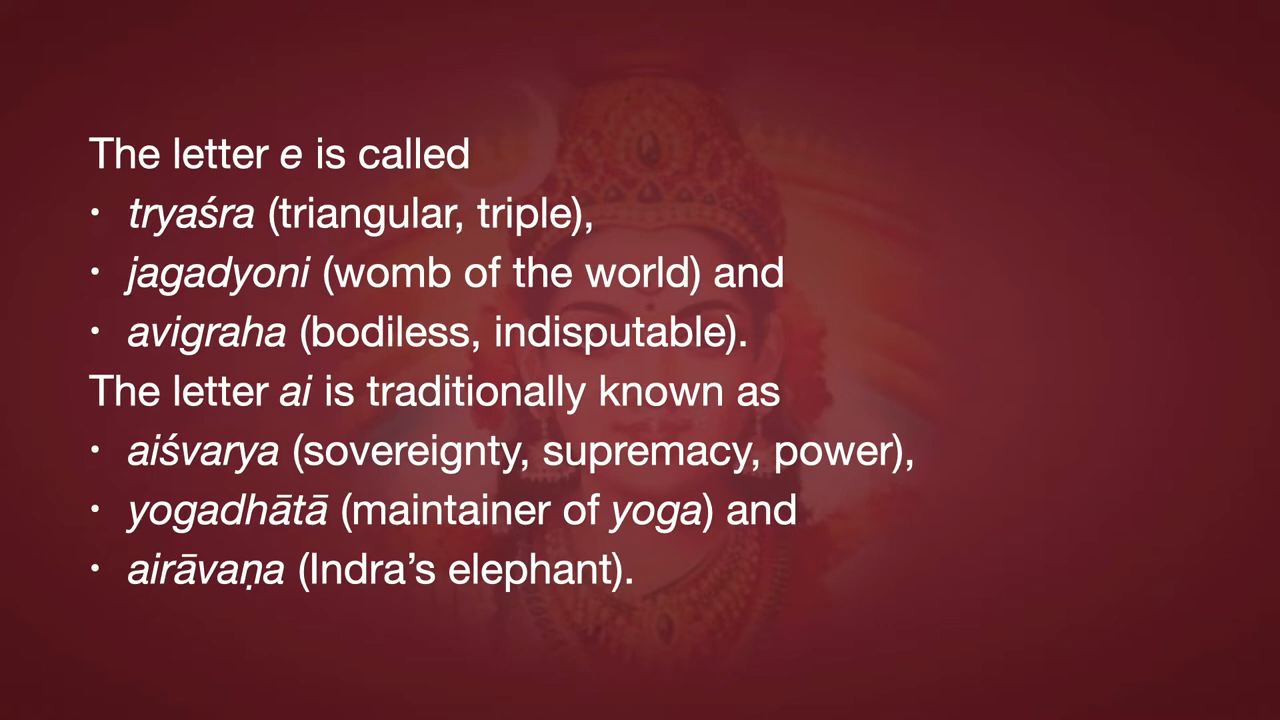 The letter e is called
• tryaśra (triangular, triple),
• jagadyoni (womb of the world) and
• avigraha (bodiless, indisputable).
The letter ai is traditionally known as
• aiśvarya (sovereignty, supremacy, power),
• yogadhātā (maintainer of yoga) and
• airāvaṇa (Indra’s elephant).